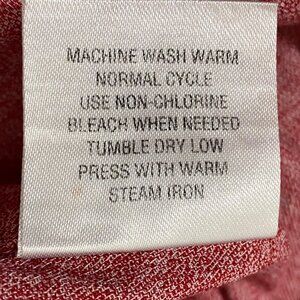 MACHINE WASH WARM
NORMAL CYCLE
USE NON-CHLORINE
BLEACH WHEN NEEDED
TUMBLE DRY LOW
PRESS WITH WARM
STEAM IRON